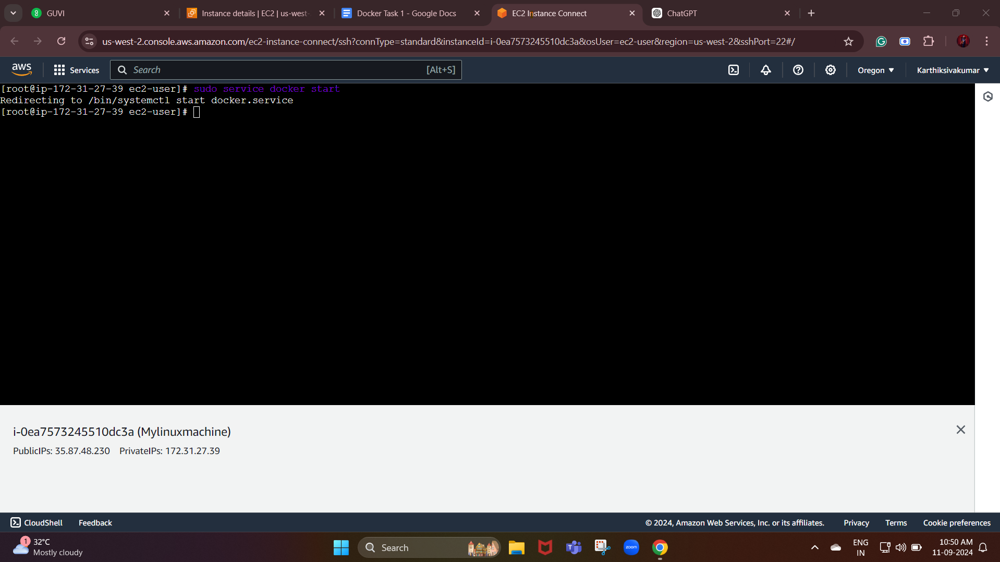 GUVI
Instance details | EC2 | us-west-
Docker Task 1 - Google Docs
EC2 Instance Connect
ChatGPT
us-west-2.console.aws.amazon.com/ec2-instance-connect/ssh?connType=standard&instanceId=i-0ea7573245510dc3a&osUser=ec2-user&region=us-west-2&sshPort=22#/
aws
Services
Search
[Alt+S]
Oregon
Karthiksivakumar
[root@ip-172-31-27-39 ec2-user]# sudo service docker start
Redirecting to /bin/systemctl start docker.service
[root@ip-172-31-27-39 ec2-user]#
i-0ea7573245510dc3a (Mylinuxmachine)
PublicIPs: 35.87.48.230 PrivateIPs: 172.31.27.39
CloudShell
Feedback
© 2024, Amazon Web Services, Inc. or its affiliates.
Privacy
Terms
Cookie preferences
1
32°C
Mostly cloudy
Search
zoom
ENG
IN
10:50 AM
11-09-2024